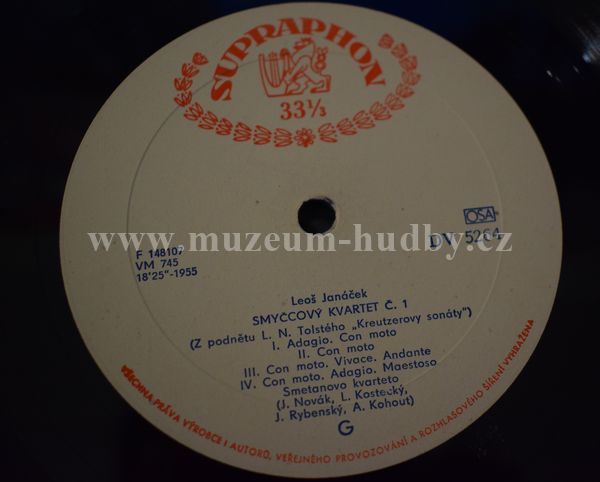 SUPRAPHON
33⅓
OSA
DV 5264
www.muzeum-hudby.cz
F 148107
VM 745
18'25"-1955
Leoš Janáček
SMYČCOVÝ KVARTET Č. 1
(Z podnětu L. N. Tolstého „Kreutzerovy sonáty")
I. Adagio. Con moto
II. Con moto
III. Con moto. Vivace. Andante
IV. Con moto. Adagio. Maestoso
Smetanovo kvarteto
(J. Novák, L. Kostecký,
J. Rybenský, A. Kohout)
G
VŠECHNA PRÁVA VÝROBCE I AUTORŮ, VEŘEJNÉHO PROVOZOVÁNÍ A ROZHLASOVÉHO ŠÍŘENÍ VYHRAŽENA